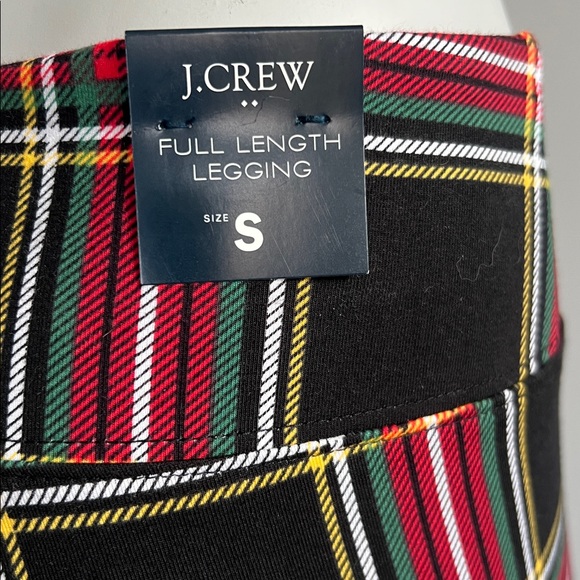 J.CREW
FULL LENGTH
LEGGING
SIZE S